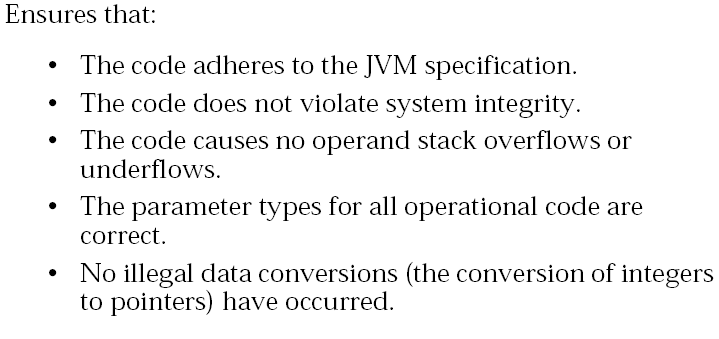 Ensures that:
• The code adheres to the JVM specification.
• The code does not violate system integrity.
• The code causes no operand stack overflows or
underflows.
• The parameter types for all operational code are
correct.
• No illegal data conversions (the conversion of integers
to pointers) have occurred.